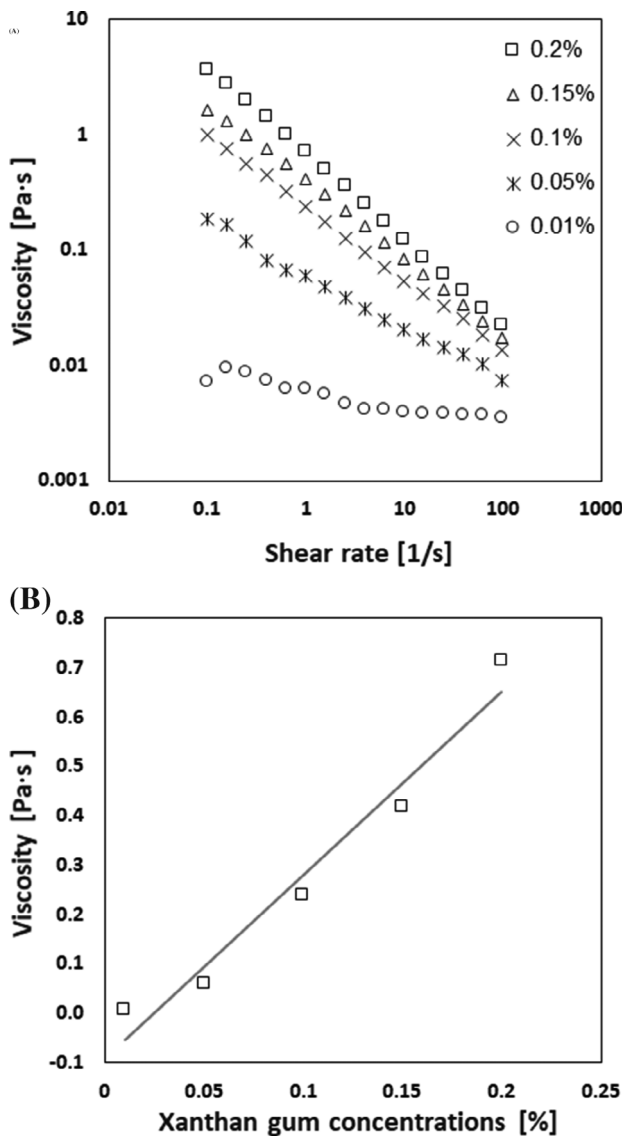 (A)
10
1
0.1
0.01
0.001
Viscosity [Pa·s]
0.2%
0.15%
0.1%
0.05%
0.01%
0.01 0.1 1 10 100 1000
Shear rate [1/s]
(B)
0.8
0.7
0.6
0.5
0.4
0.3
0.2
0.1
0.0
-0.1
Viscosity [Pa·s]
0 0.05 0.1 0.15 0.2 0.25
Xanthan gum concentrations [%]